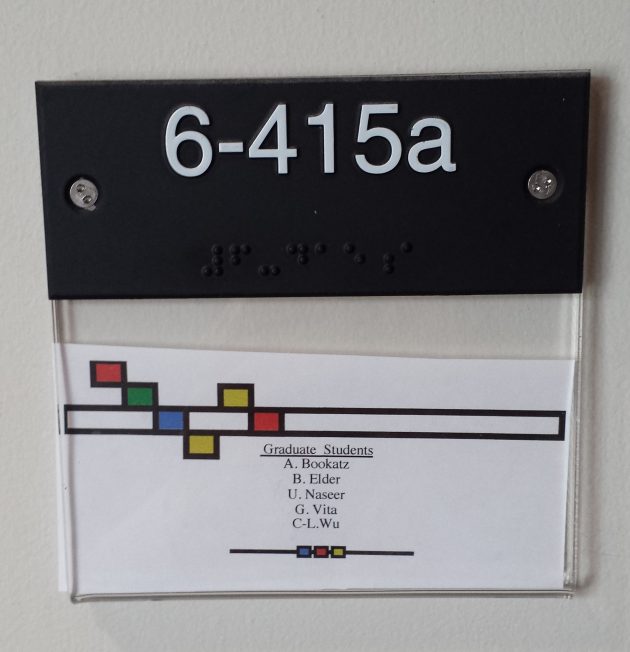 6-415a
Graduate Students
A. Bookatz
B. Elder
U. Naseer
G. Vita
C-L.Wu